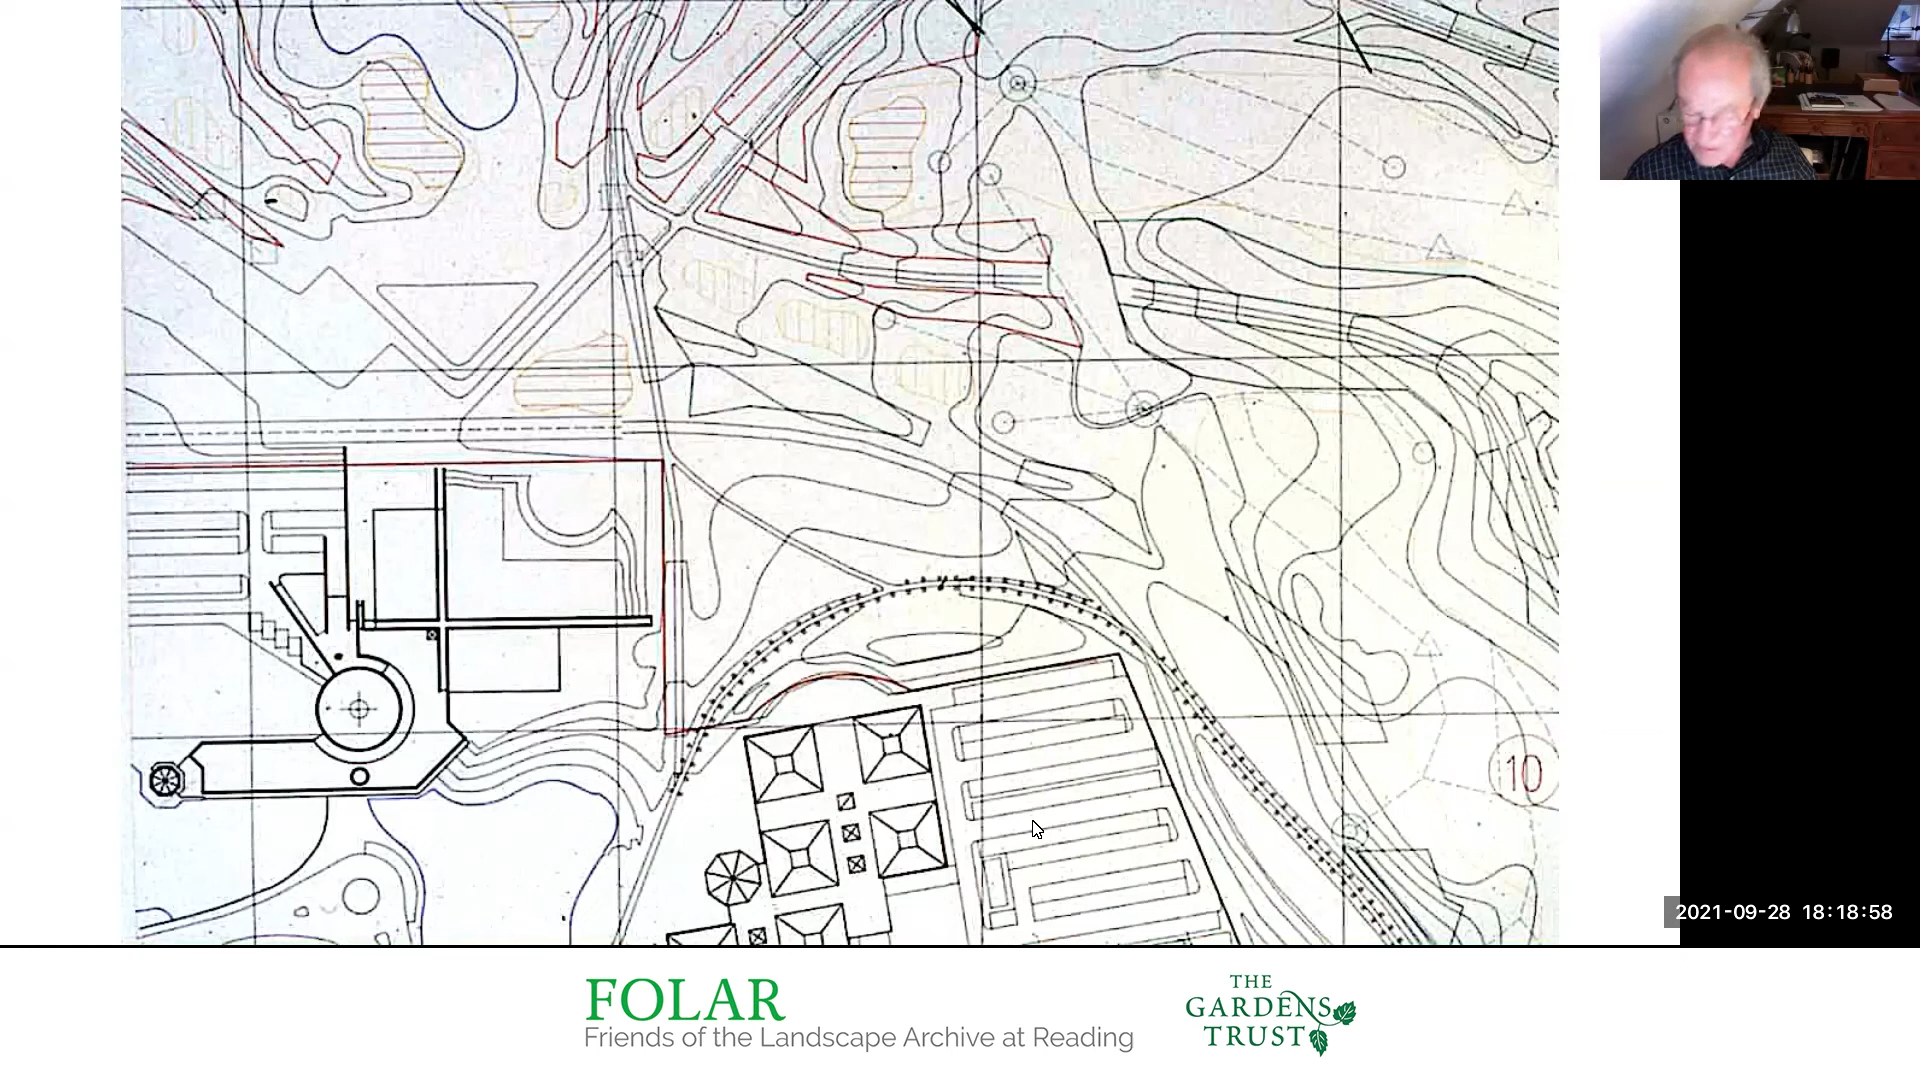 10
2021-09-28 18:18:58
FOLAR
Friends of the Landscape Archive at Reading
THE
GARDENS
TRUST